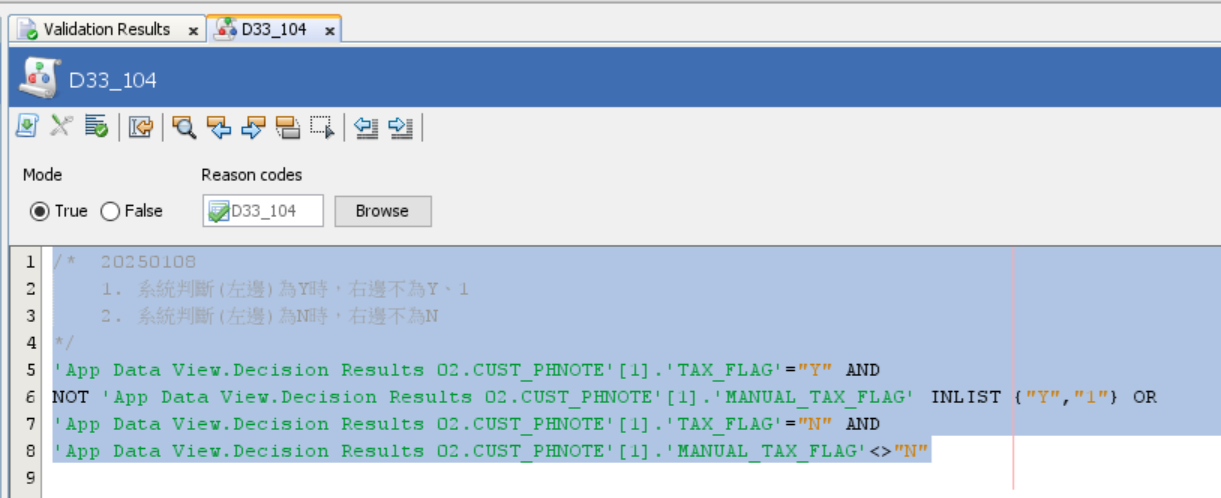 Validation Results x D33_104 x
D33_104
Mode Reason codes
True False D33_104 Browse
1 /* 20250108
2 1. 系統判斷(左邊)為Y時，右邊不為Y、1
3 2. 系統判斷(左邊)為N時，右邊不為N
4 */
5 'App Data View.Decision Results O2.CUST_PHNOTE'[1].'TAX_FLAG'="Y" AND
6 NOT 'App Data View.Decision Results O2.CUST_PHNOTE'[1].'MANUAL_TAX_FLAG' INLIST {"Y","1"} OR
7 'App Data View.Decision Results O2.CUST_PHNOTE'[1].'TAX_FLAG'="N" AND
8 'App Data View.Decision Results O2.CUST_PHNOTE'[1].'MANUAL_TAX_FLAG'<>"N"
9